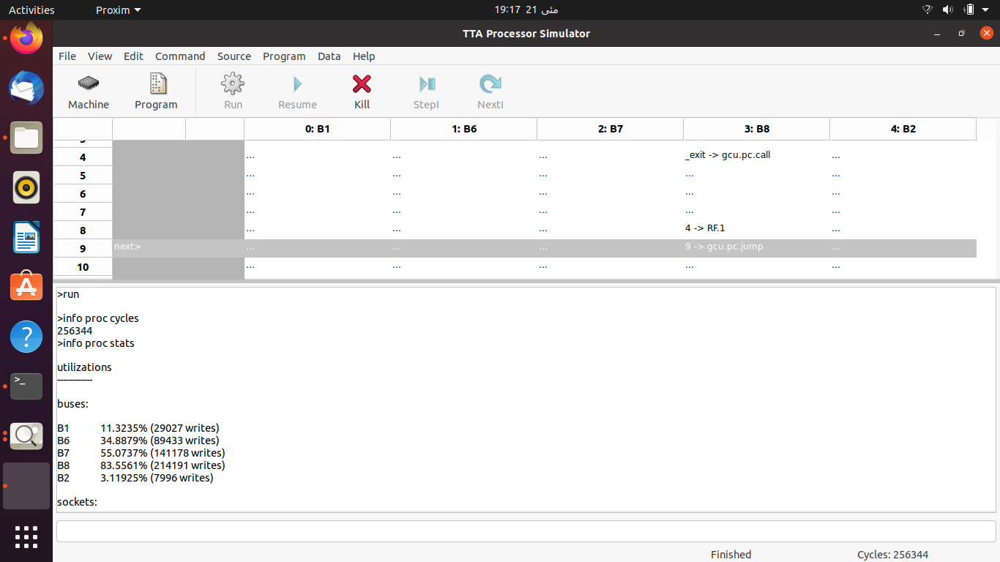 Activities Proxim 19:17 21 مئی
TTA Processor Simulator
File View Edit Command Source Program Data Help
Machine Program Run Resume Kill StepI NextI
0: B1 1: B6 2: B7 3: B8 4: B2
4 ... ... ... _exit -> gcu.pc.call ...
5 ... ... ... ... ...
6 ... ... ... ... ...
7 ... ... ... ... ...
8 ... ... ... 4 -> RF.1 ...
9 next> ... ... ... 9 -> gcu.pc.jump ...
10 ... ... ... ... ...
>run
>info proc cycles
256344
>info proc stats
utilizations
------------
buses:
B1 11.3235% (29027 writes)
B6 34.8879% (89433 writes)
B7 55.0737% (141178 writes)
B8 83.5561% (214191 writes)
B2 3.11925% (7996 writes)
sockets:
Finished Cycles: 256344